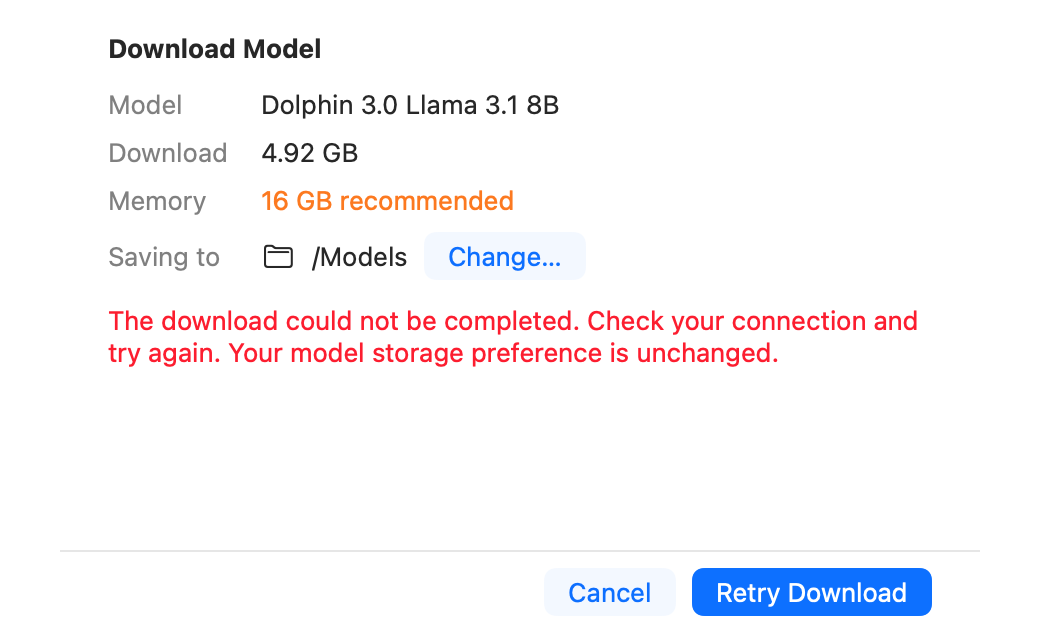 Download Model
Model Dolphin 3.0 Llama 3.1 8B
Download 4.92 GB
Memory 16 GB recommended
Saving to /Models Change...
The download could not be completed. Check your connection and
try again. Your model storage preference is unchanged.
Cancel Retry Download